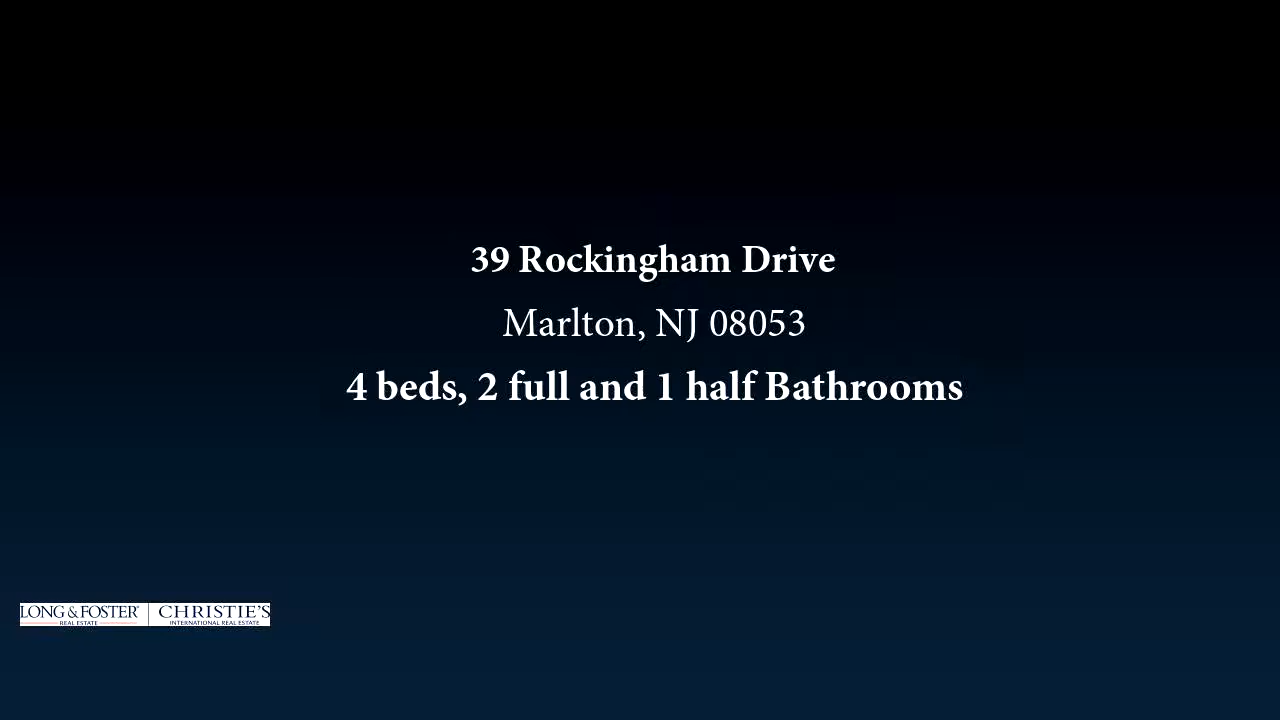 39 Rockingham Drive
Marlton, NJ 08053
4 beds, 2 full and 1 half Bathrooms
LONG & FOSTER® CHRISTIE'S
REAL ESTATE INTERNATIONAL REAL ESTATE